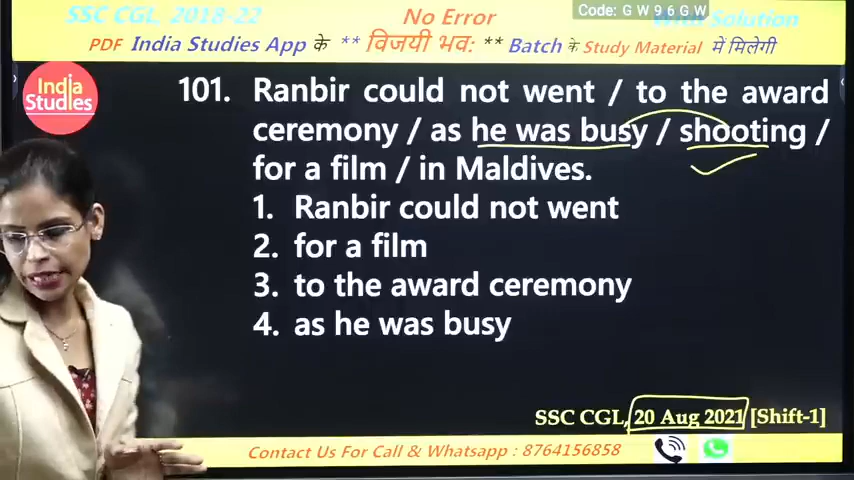 SSC CGL 2018-22
No Error
Code: G W 9 6 G W
With Solution
PDF India Studies App के ** विजयी भव: ** Batch के Study Material में मिलेगी
India
Studies
101. Ranbir could not went / to the award
ceremony / as he was busy / shooting /
for a film / in Maldives.
1. Ranbir could not went
2. for a film
3. to the award ceremony
4. as he was busy
SSC CGL, 20 Aug 2021 [Shift-1]
Contact Us For Call & Whatsapp : 8764156858